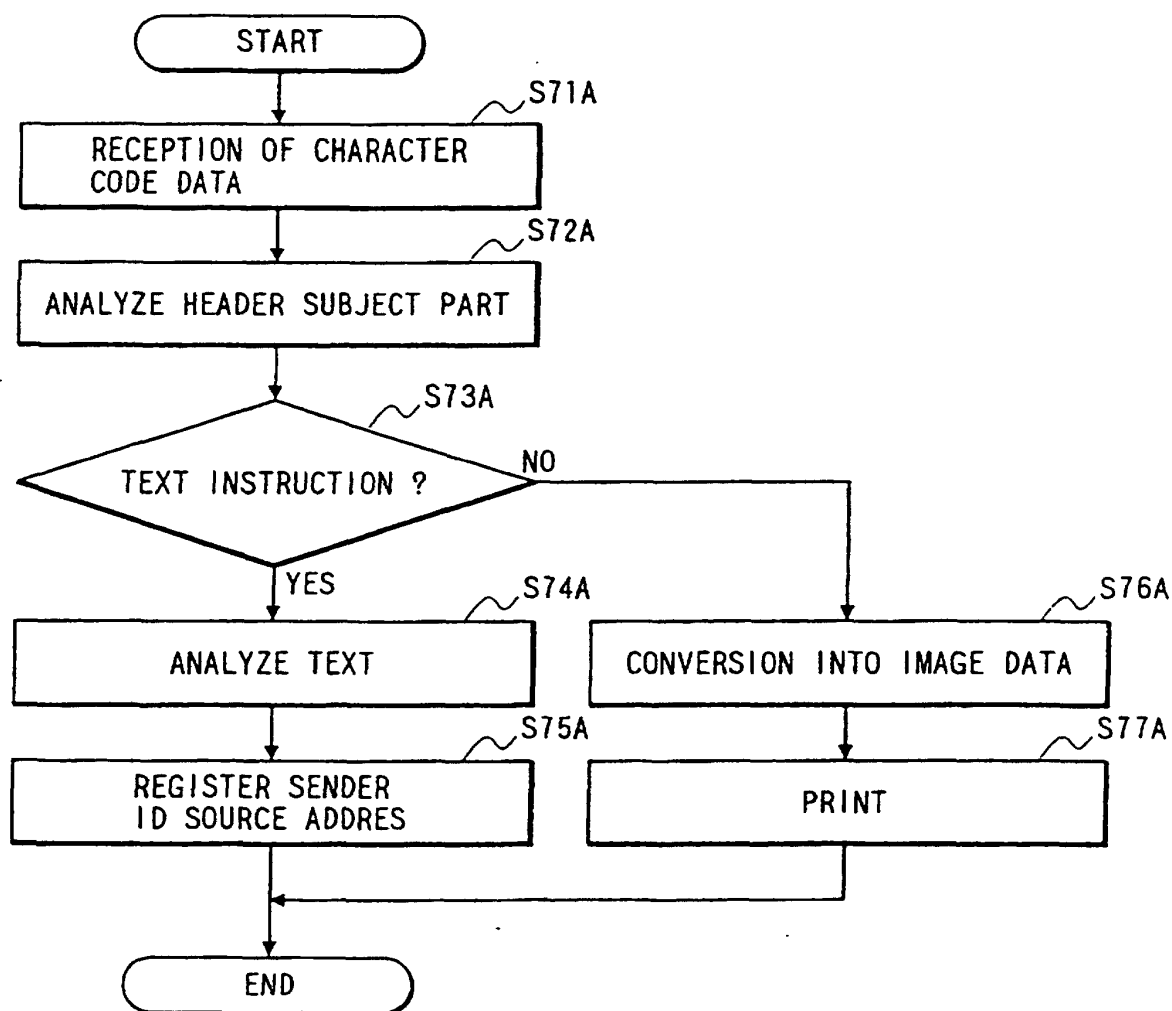 START
S71A
RECEPTION OF CHARACTER
CODE DATA
S72A
ANALYZE HEADER SUBJECT PART
S73A
TEXT INSTRUCTION ?
NO
YES
S74A
ANALYZE TEXT
S76A
CONVERSION INTO IMAGE DATA
S75A
REGISTER SENDER
ID SOURCE ADDRES
S77A
PRINT
END